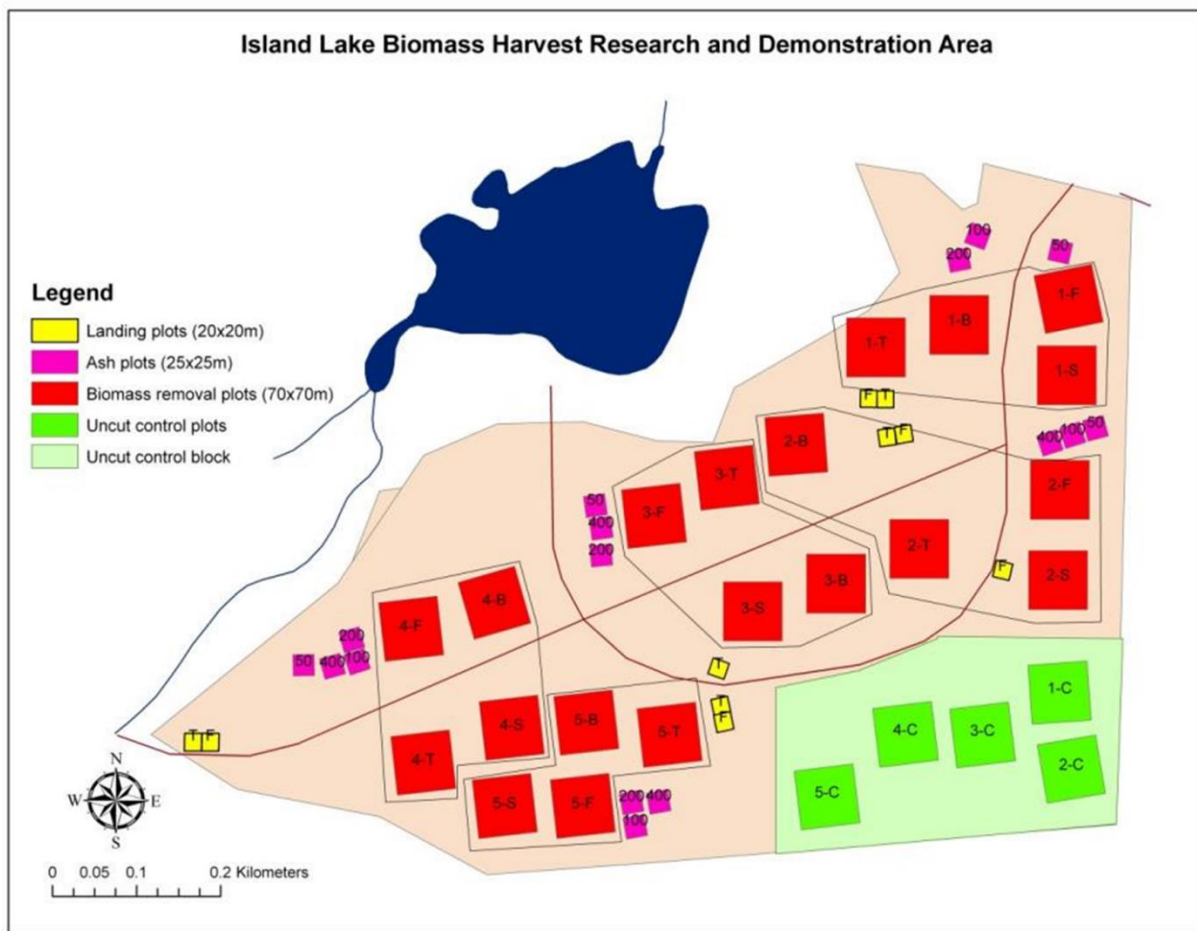 Island Lake Biomass Harvest Research and Demonstration Area
Legend
Landing plots (20x20m)
Ash plots (25x25m)
Biomass removal plots (70x70m)
Uncut control plots
Uncut control block
100
200
50
1-F
1-B
1-T
1-S
F T
T F
400 100 50
2-B
2-F
3-T
3-F
50
400
200
2-T
F
2-S
3-B
3-S
4-B
4-F
200
50 400 100
T
T
F
4-S
5-B
5-T
4-T
T F
5-S
5-F
200 400
100
1-C
4-C
3-C
2-C
5-C
N
W E
S
0 0.05 0.1 0.2 Kilometers